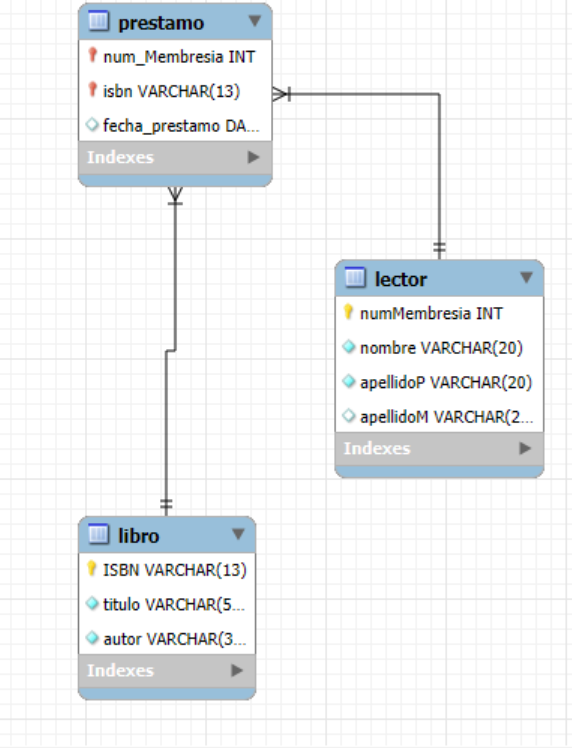 prestamo
num_Membresia INT
isbn VARCHAR(13)
fecha_prestamo DA...
Indexes
lector
numMembresia INT
nombre VARCHAR(20)
apellidoP VARCHAR(20)
apellidoM VARCHAR(2...
Indexes
libro
ISBN VARCHAR(13)
titulo VARCHAR(5...
autor VARCHAR(3...
Indexes